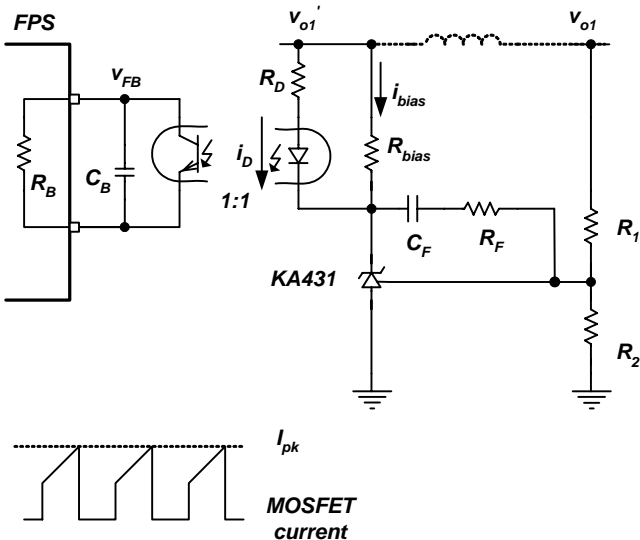 FPS
v_o1'
v_o1
v_FB
R_D
i_bias
R_bias
i_D
R_B
C_B
1:1
C_F
R_F
R_1
KA431
R_2
I_pk
MOSFET
current